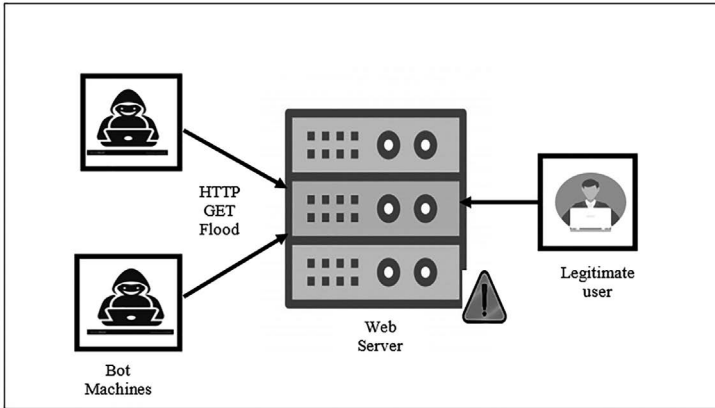 HTTP
GET
Flood
Legitimate
user
Web
Server
Bot
Machines